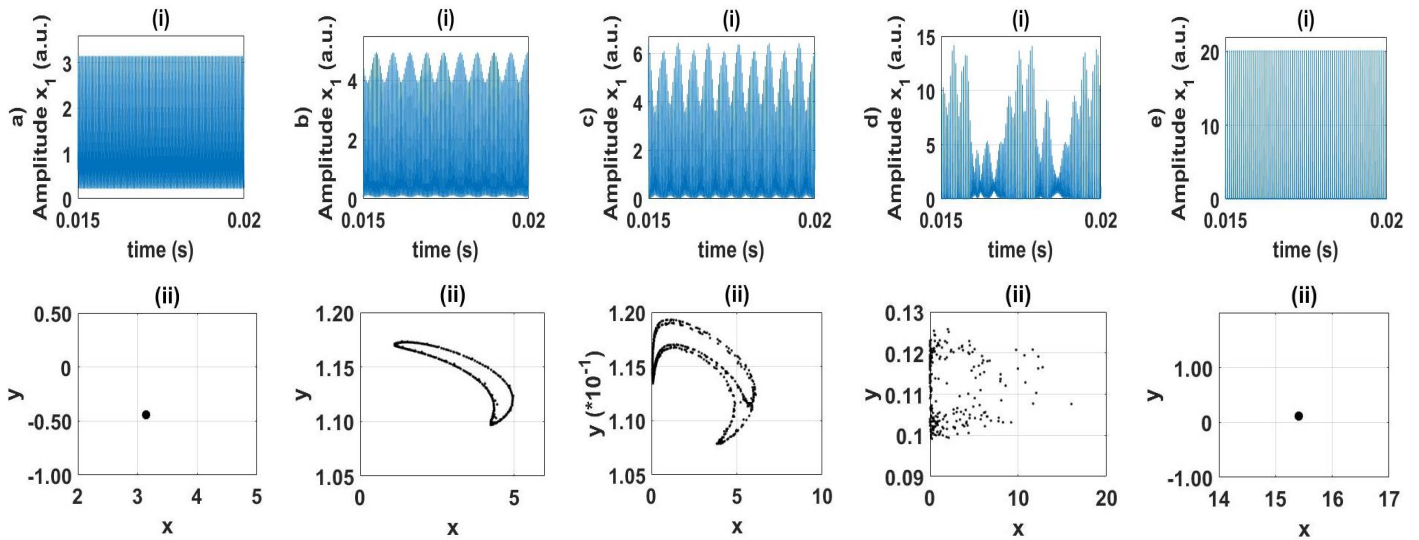 (i)
a)
Amplitude x1 (a.u.)
3
2
1
0
0.015
0.02
time (s)
(i)
b)
Amplitude x1 (a.u.)
4
2
0
0.015
0.02
time (s)
(i)
c)
Amplitude x1 (a.u.)
6
4
2
0
0.015
0.02
time (s)
(i)
d)
Amplitude x1 (a.u.)
15
10
5
0
0.015
0.02
time (s)
(i)
e)
Amplitude x1 (a.u.)
20
10
0
0.015
0.02
time (s)
(ii)
y
0.50
0
-0.50
-1.00
2
3
4
5
x
(ii)
y
1.20
1.15
1.10
1.05
0
5
x
(ii)
y (*10-1)
1.20
1.15
1.10
1.05
0
5
10
x
(ii)
y
0.13
0.12
0.11
0.1
0.09
0
10
20
x
(ii)
y
1.00
0
-1.00
14
15
16
17
x